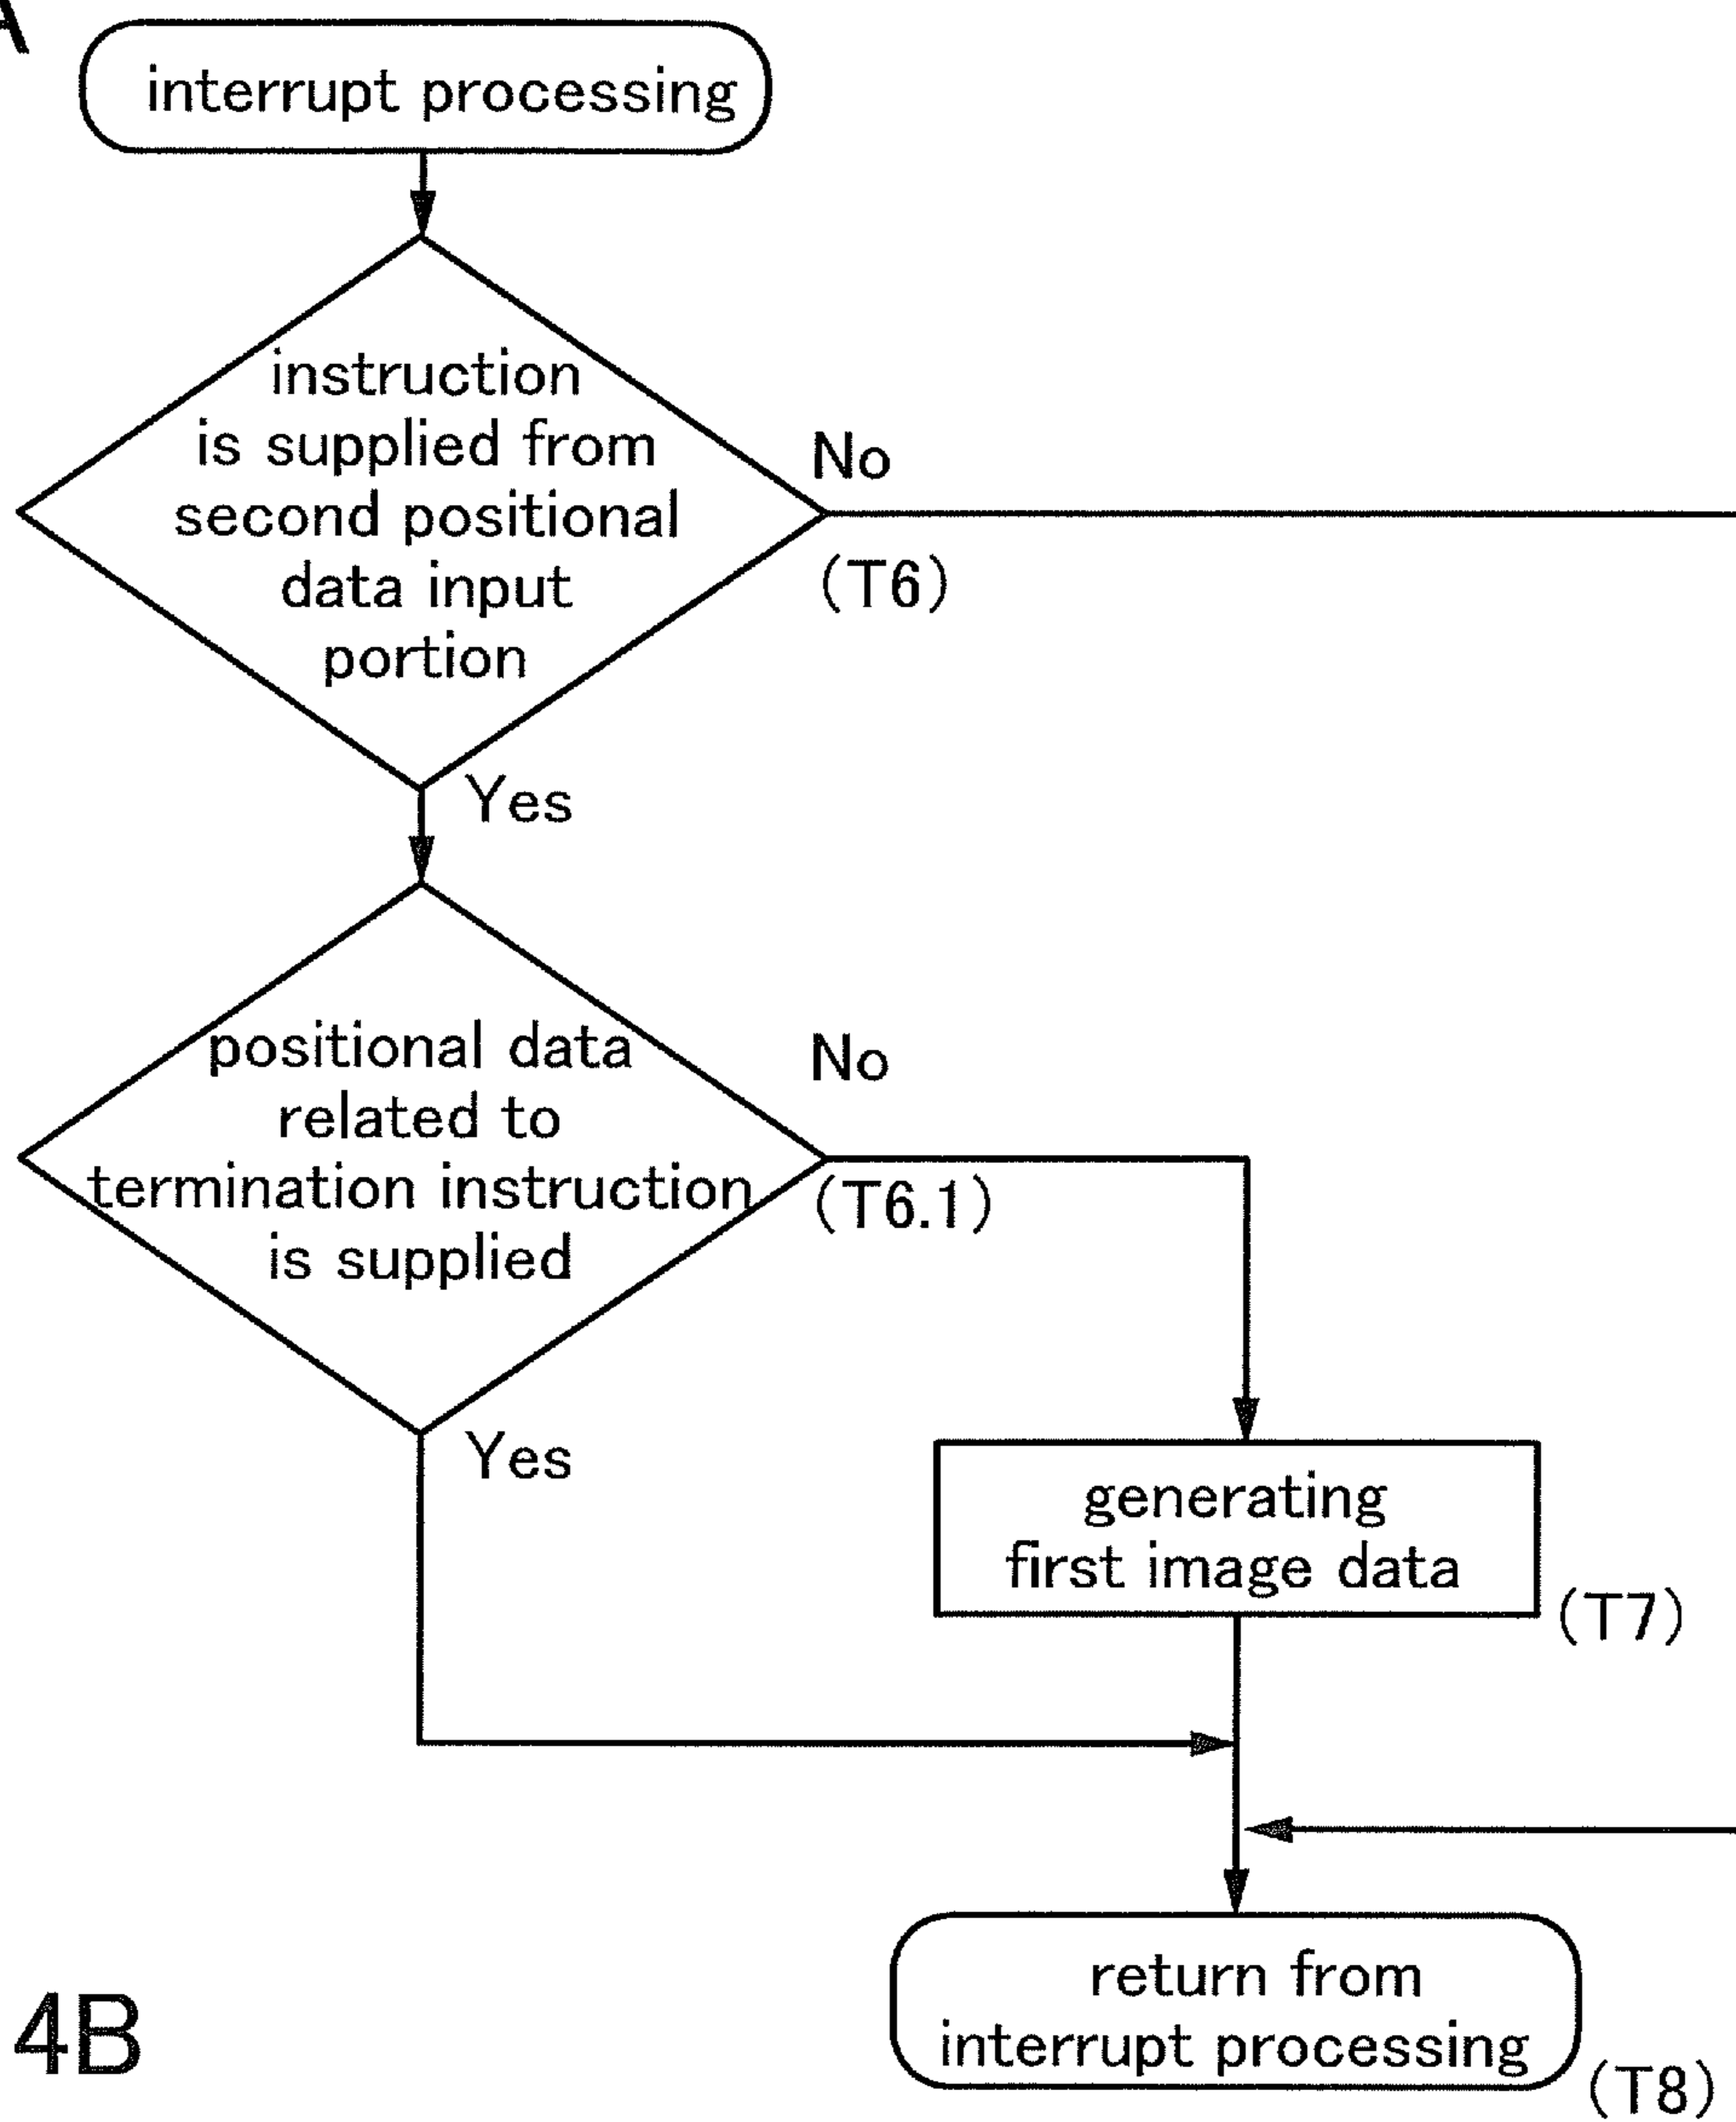 A
interrupt processing
instruction
is supplied from
second positional
data input
portion
No
(T6)
Yes
positional data
related to
termination instruction
is supplied
No
(T6.1)
Yes
generating
first image data
(T7)
return from
interrupt processing
(T8)
4B